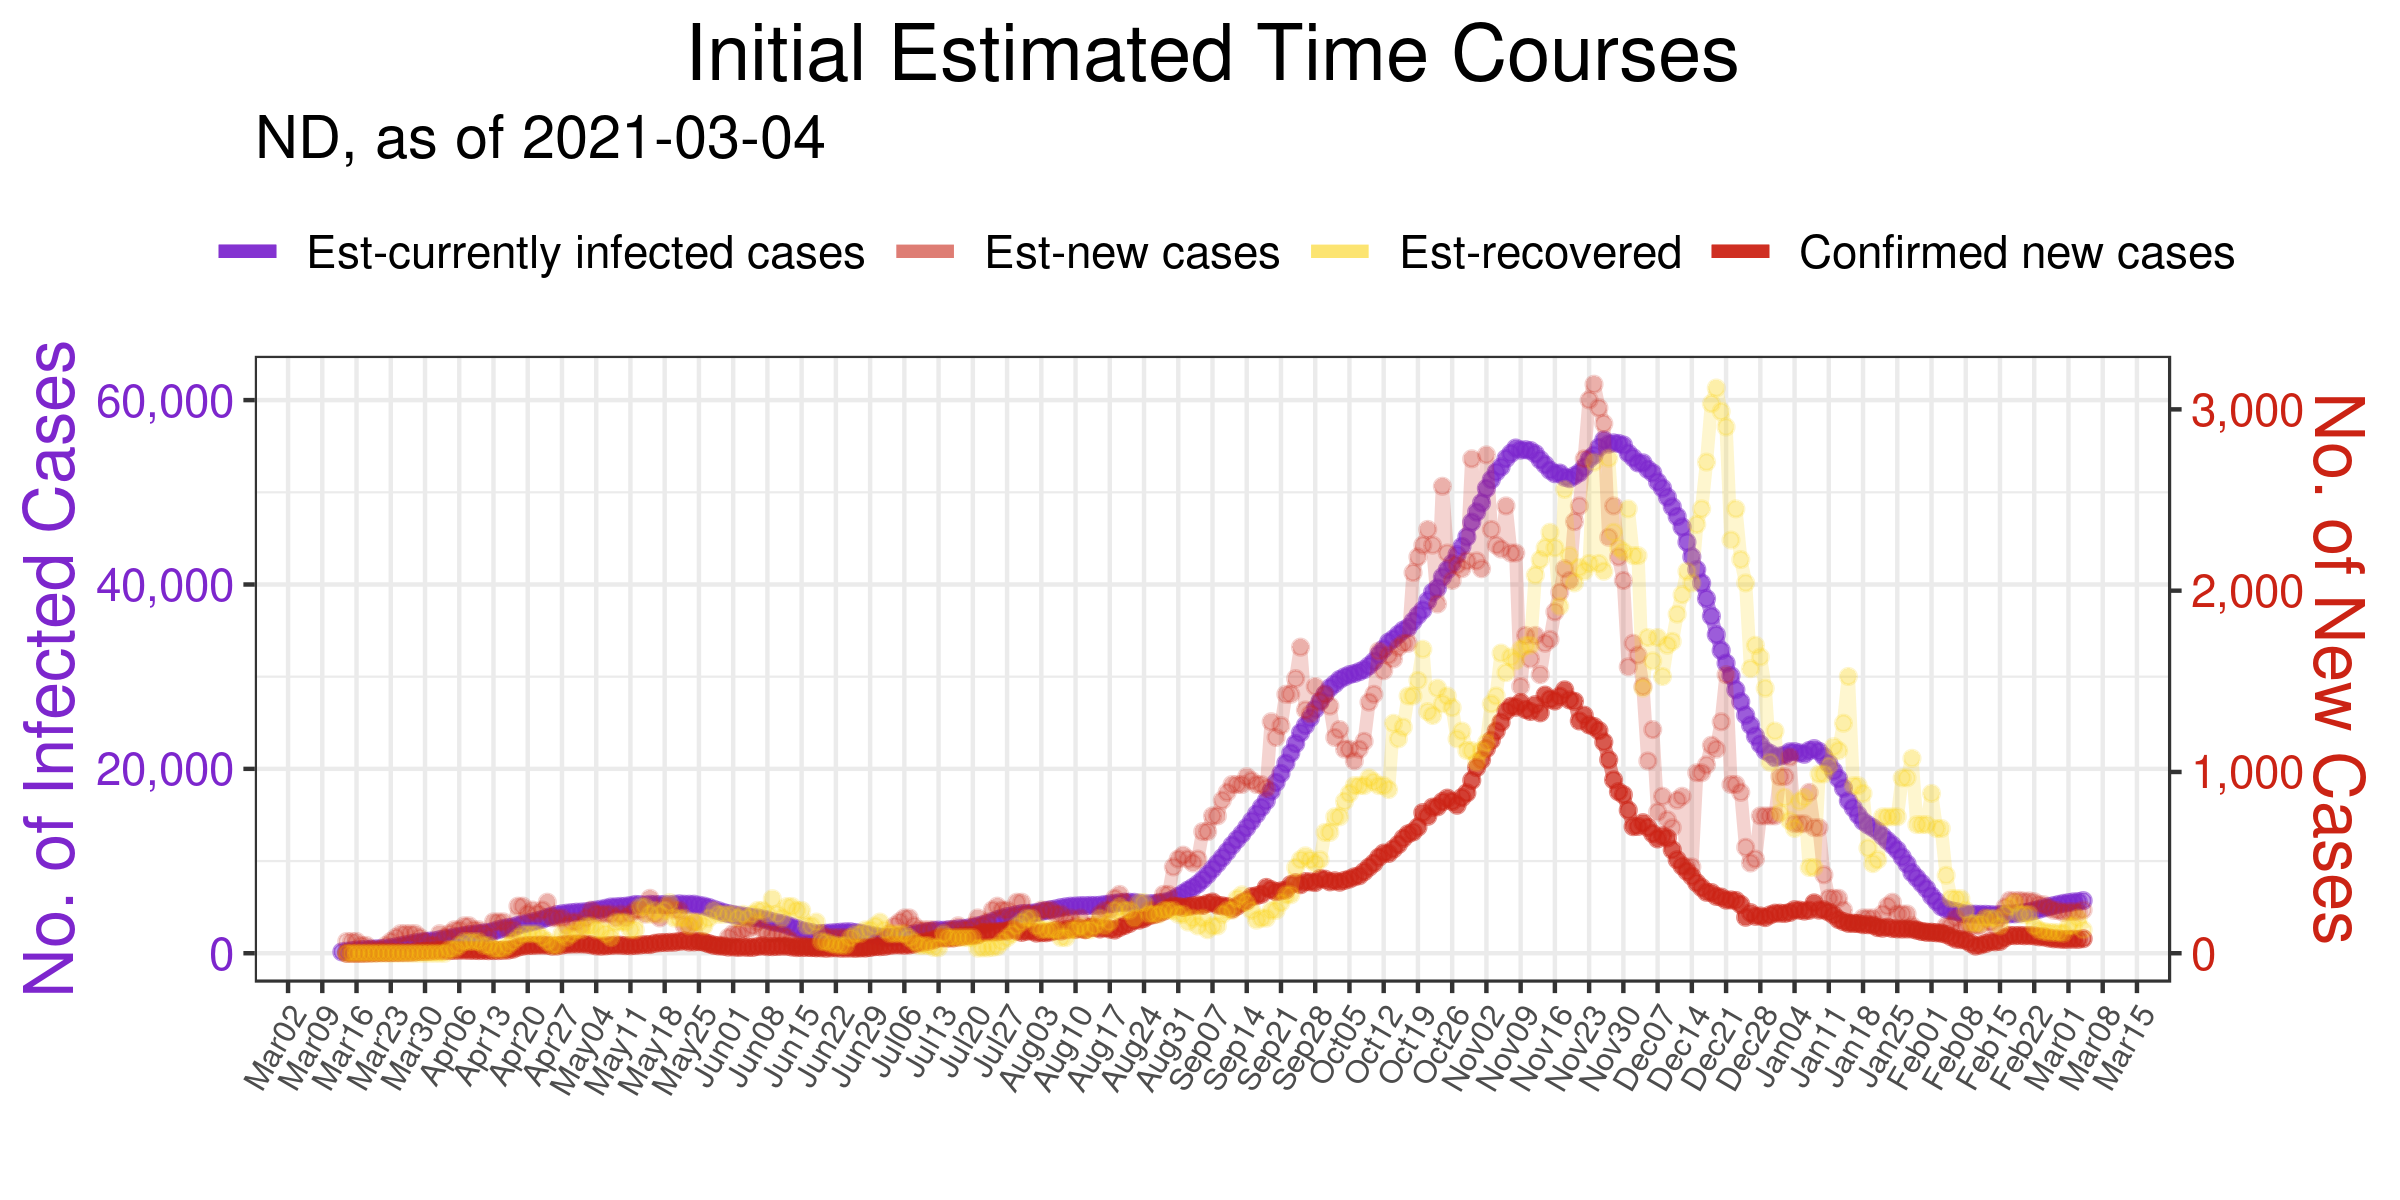 Initial Estimated Time Courses
ND, as of 2021-03-04
Est-currently infected cases Est-new cases Est-recovered Confirmed new cases
No. of Infected Cases
60,000
40,000
20,000
0
3,000
2,000
1,000
0
No. of New Cases
Mar02 Mar09 Mar16 Mar23 Mar30 Apr06 Apr13 Apr20 Apr27 May04 May11 May18 May25 Jun01 Jun08 Jun15 Jun22 Jun29 Jul06 Jul13 Jul20 Jul27 Aug03 Aug10 Aug17 Aug24 Aug31 Sep07 Sep14 Sep21 Sep28 Oct05 Oct12 Oct19 Oct26 Nov02 Nov09 Nov16 Nov23 Nov30 Dec07 Dec14 Dec21 Dec28 Jan04 Jan11 Jan18 Jan25 Feb01 Feb08 Feb15 Feb22 Mar01 Mar08 Mar15